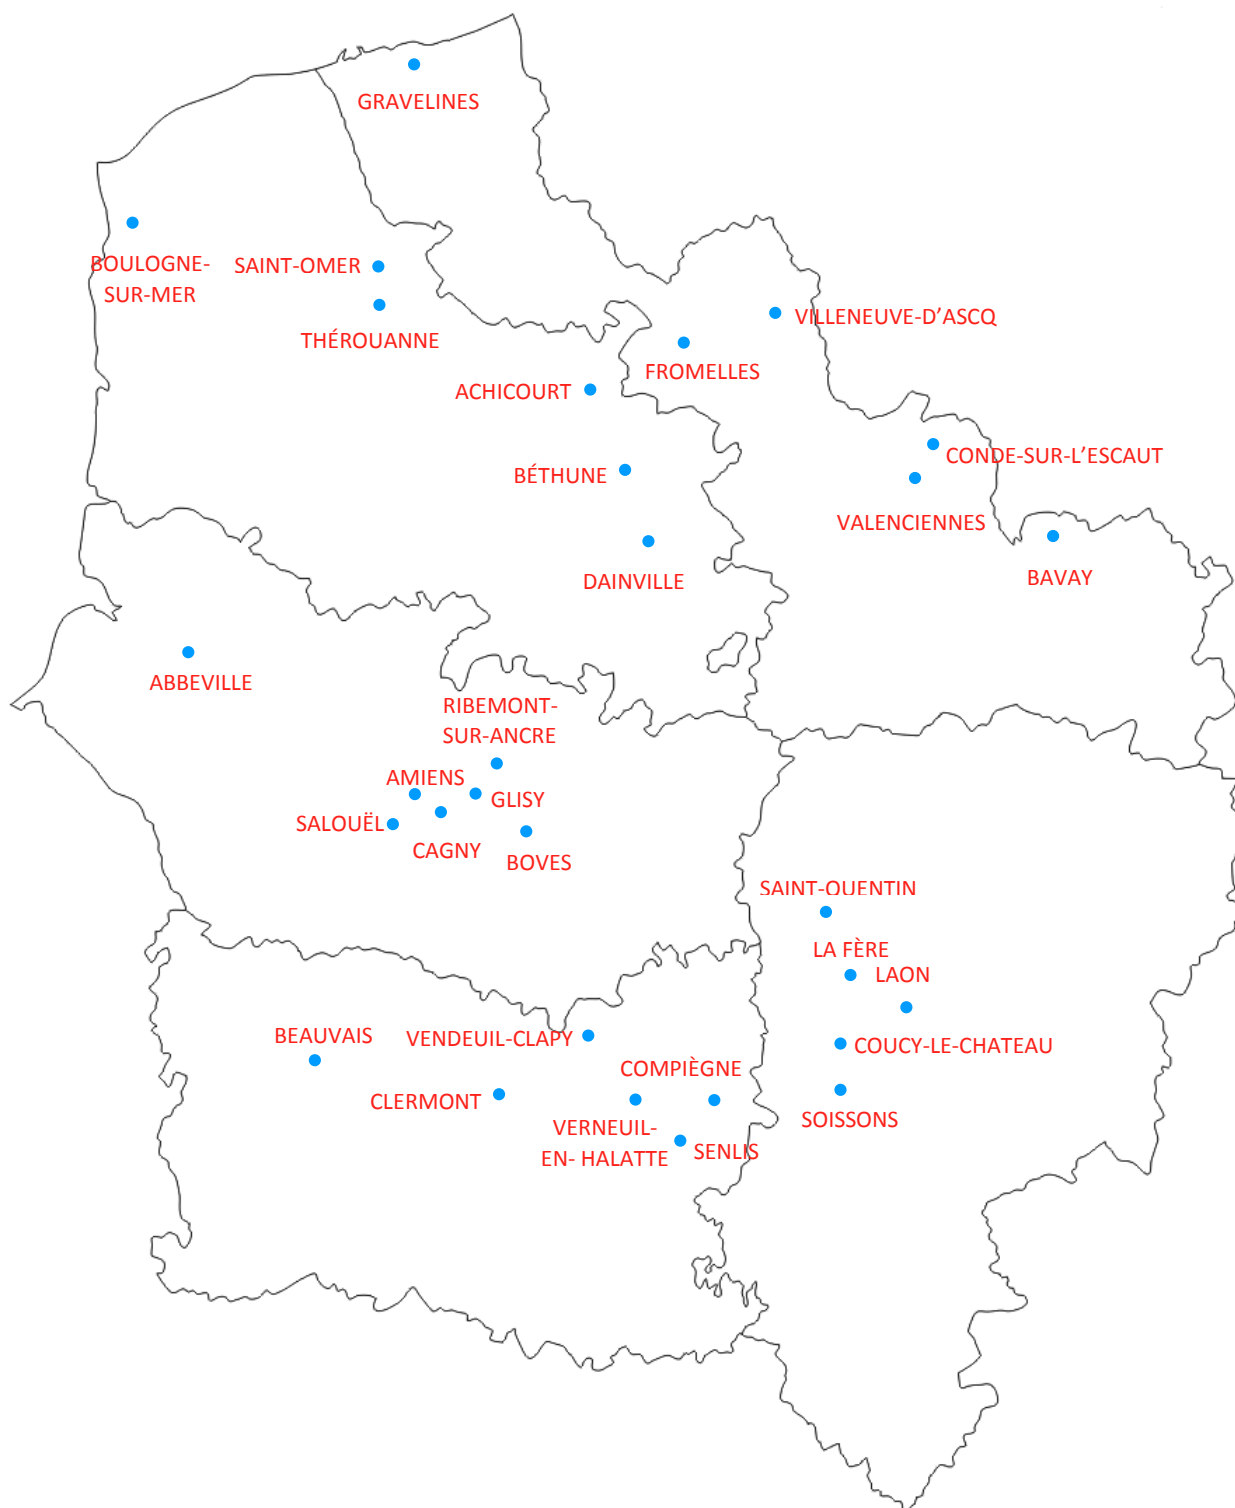 GRAVELINES
BOULOGNE-
SUR-MER
SAINT-OMER
THÉROUANNE
VILLENEUVE-D’ASCQ
FROMELLES
ACHICOURT
CONDE-SUR-L’ESCAUT
BÉTHUNE
VALENCIENNES
DAINVILLE
BAVAY
ABBEVILLE
RIBEMONT-
SUR-ANCRE
AMIENS
GLISY
SALOUËL
CAGNY
BOVES
SAINT-QUENTIN
LA FÈRE
LAON
BEAUVAIS
VENDEUIL-CLAPY
COUCY-LE-CHATEAU
COMPIÈGNE
CLERMONT
SOISSONS
VERNEUIL-
EN- HALATTE
SENLIS